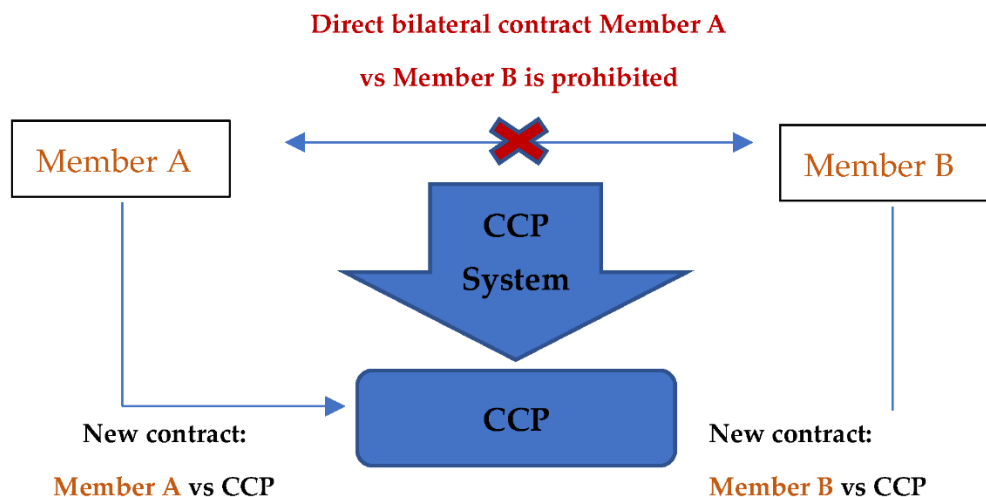 Direct bilateral contract Member A
vs Member B is prohibited
Member A
Member B
CCP
System
CCP
New contract:
Member A vs CCP
New contract:
Member B vs CCP